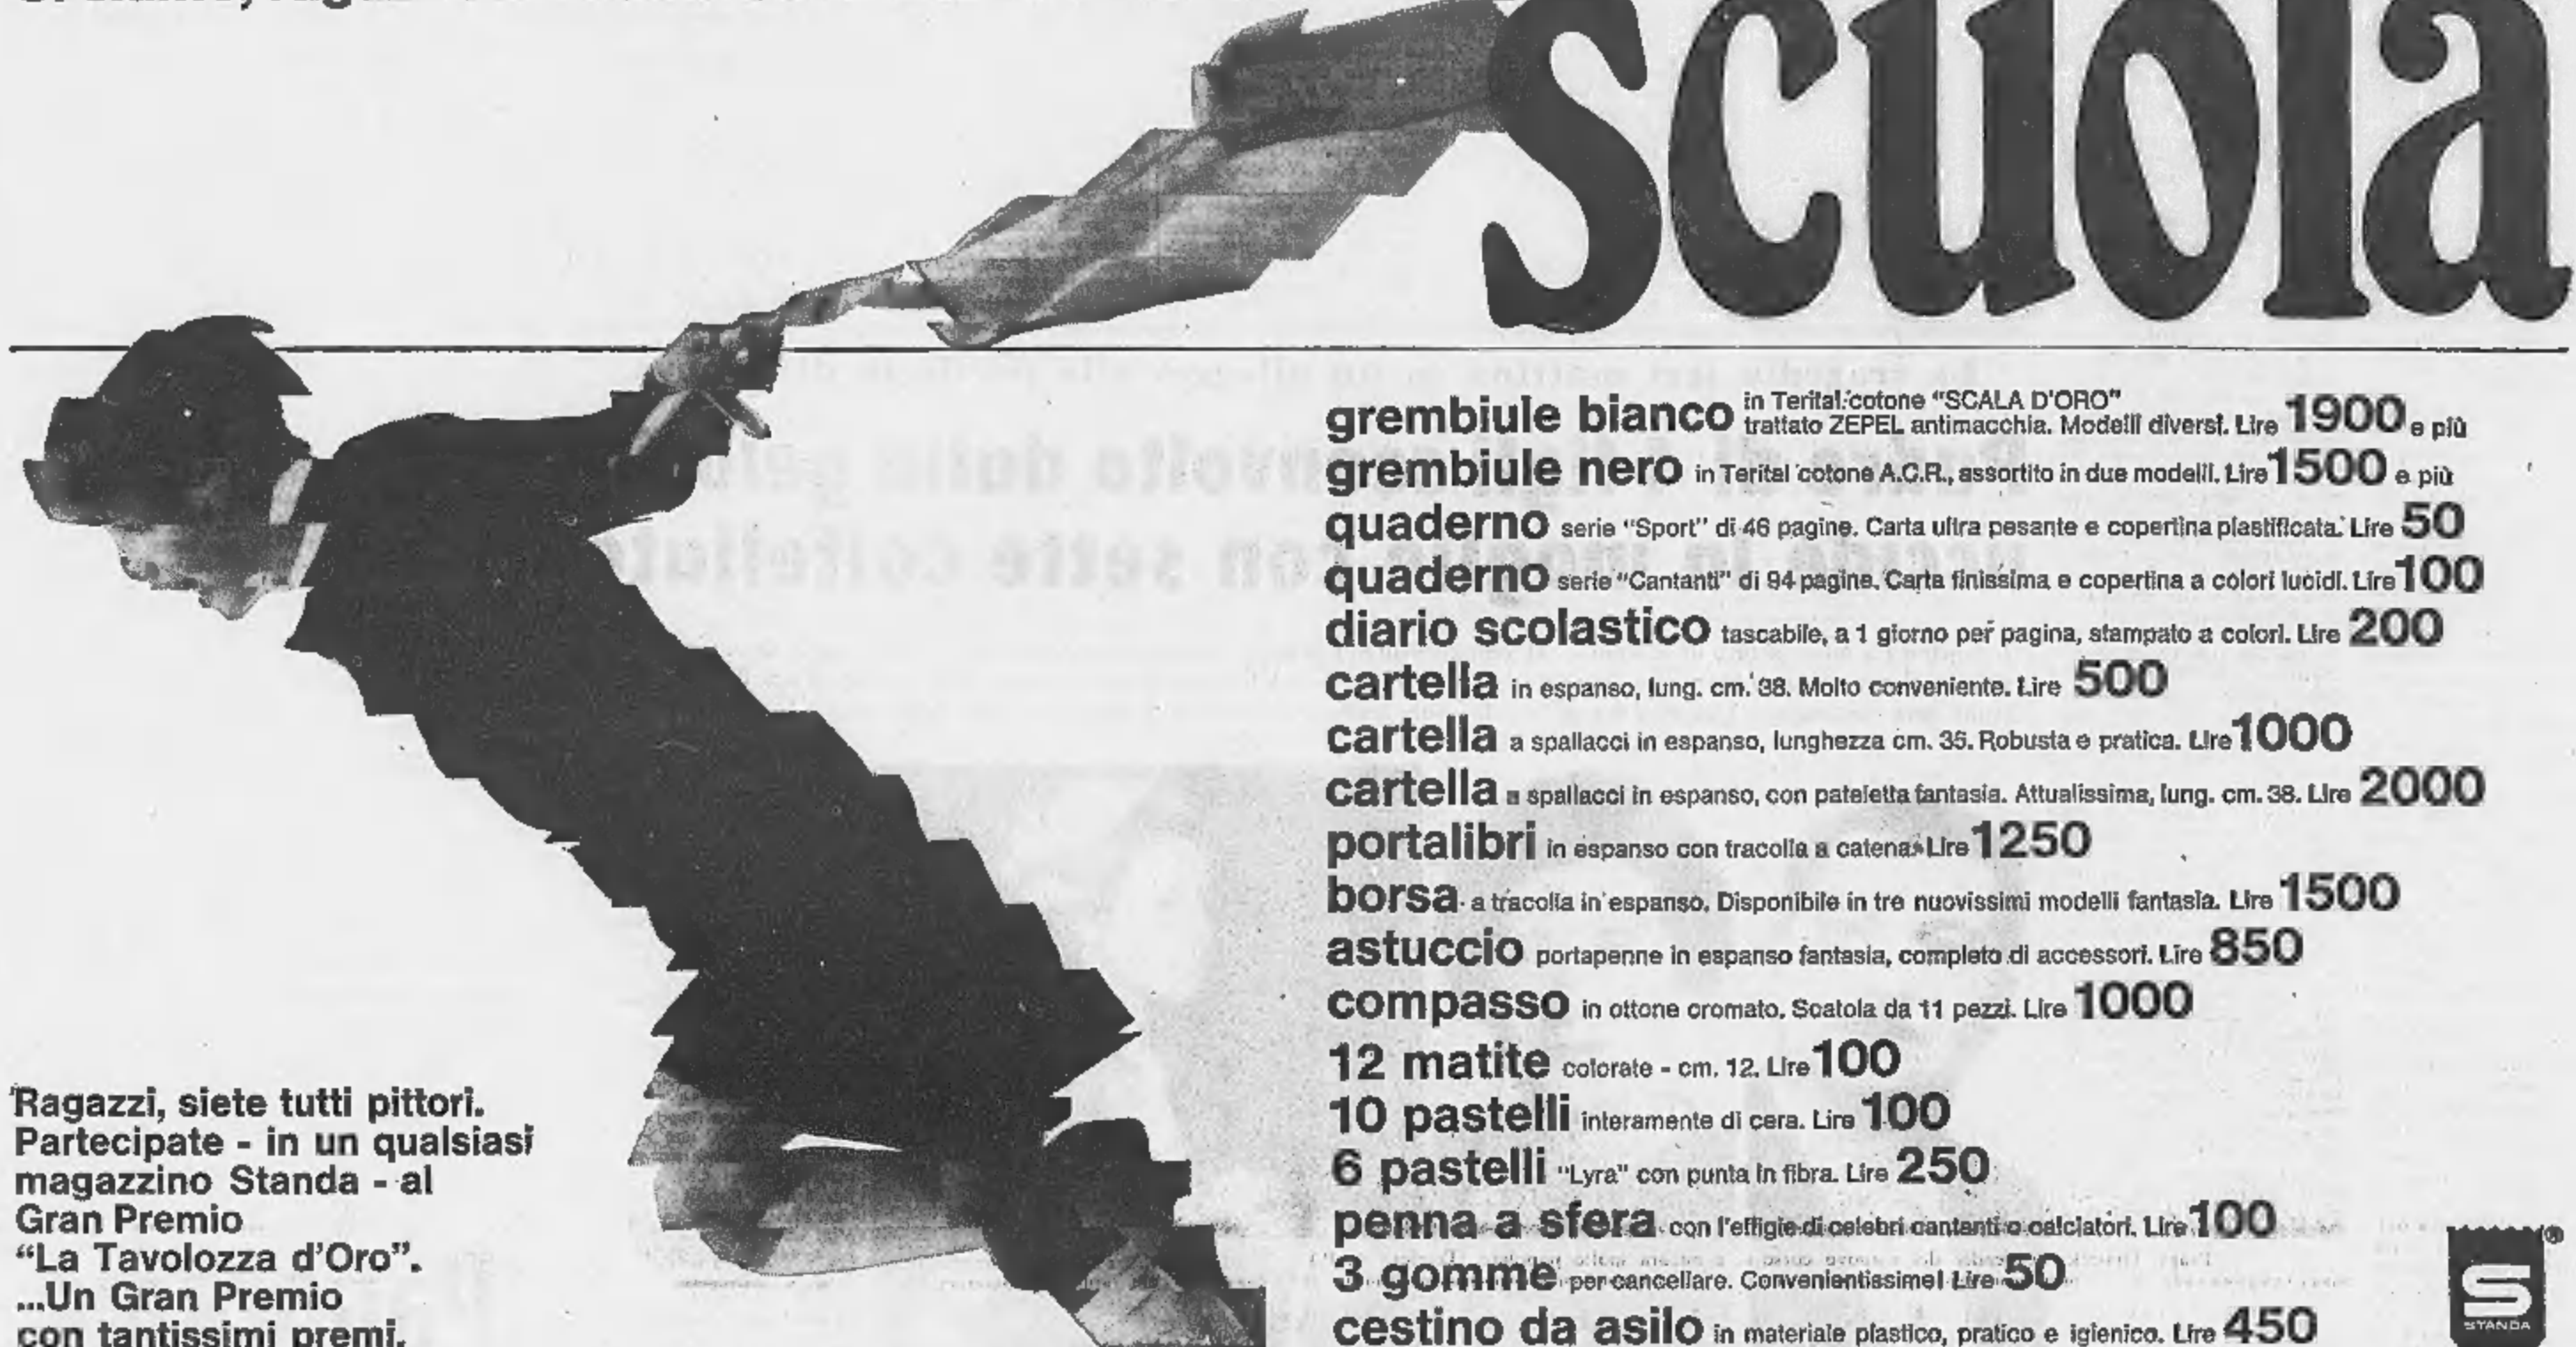 scuola
grembiule bianco in Terital cotone "SCALA D'ORO"
trattato ZEPEL antimacchia. Modelli diversi. Lire 1900 e più
grembiule nero in Terital cotone A.C.R., assortito in due modelli. Lire 1500 e più
quaderno serie "Sport" di 46 pagine. Carta ultra pesante e copertina plastificata. Lire 50
quaderno serie "Cantanti" di 94 pagine. Carta finissima e copertina a colori lucidi. Lire 100
diario scolastico tascabile, a 1 giorno per pagina, stampato a colori. Lire 200
cartella in espanso, lung. cm. 38. Molto conveniente. Lire 500
cartella a spallacci in espanso, lunghezza cm. 35. Robusta e pratica. Lire 1000
cartella a spallacci in espanso, con pateletta fantasia. Attualissima, lung. cm. 38. Lire 2000
portalibri in espanso con tracolla a catena. Lire 1250
borsa a tracolla in espanso. Disponibile in tre nuovissimi modelli fantasia. Lire 1500
astuccio portapenne in espanso fantasia, completo di accessori. Lire 850
compasso in ottone cromato. Scatola da 11 pezzi. Lire 1000
12 matite colorate - cm. 12. Lire 100
10 pastelli interamente di cera. Lire 100
6 pastelli "Lyra" con punta in fibra. Lire 250
penna a sfera con l'effigie di celebri cantanti o calciatori. Lire 100
3 gomme per cancellare. Convenientissime! Lire 50
cestino da asilo in materiale plastico, pratico e igienico. Lire 450
Ragazzi, siete tutti pittori.
Partecipate - in un qualsiasi
magazzino Standa - al
Gran Premio
"La Tavolozza d'Oro".
...Un Gran Premio
con tantissimi premi.
S ®
STANDA